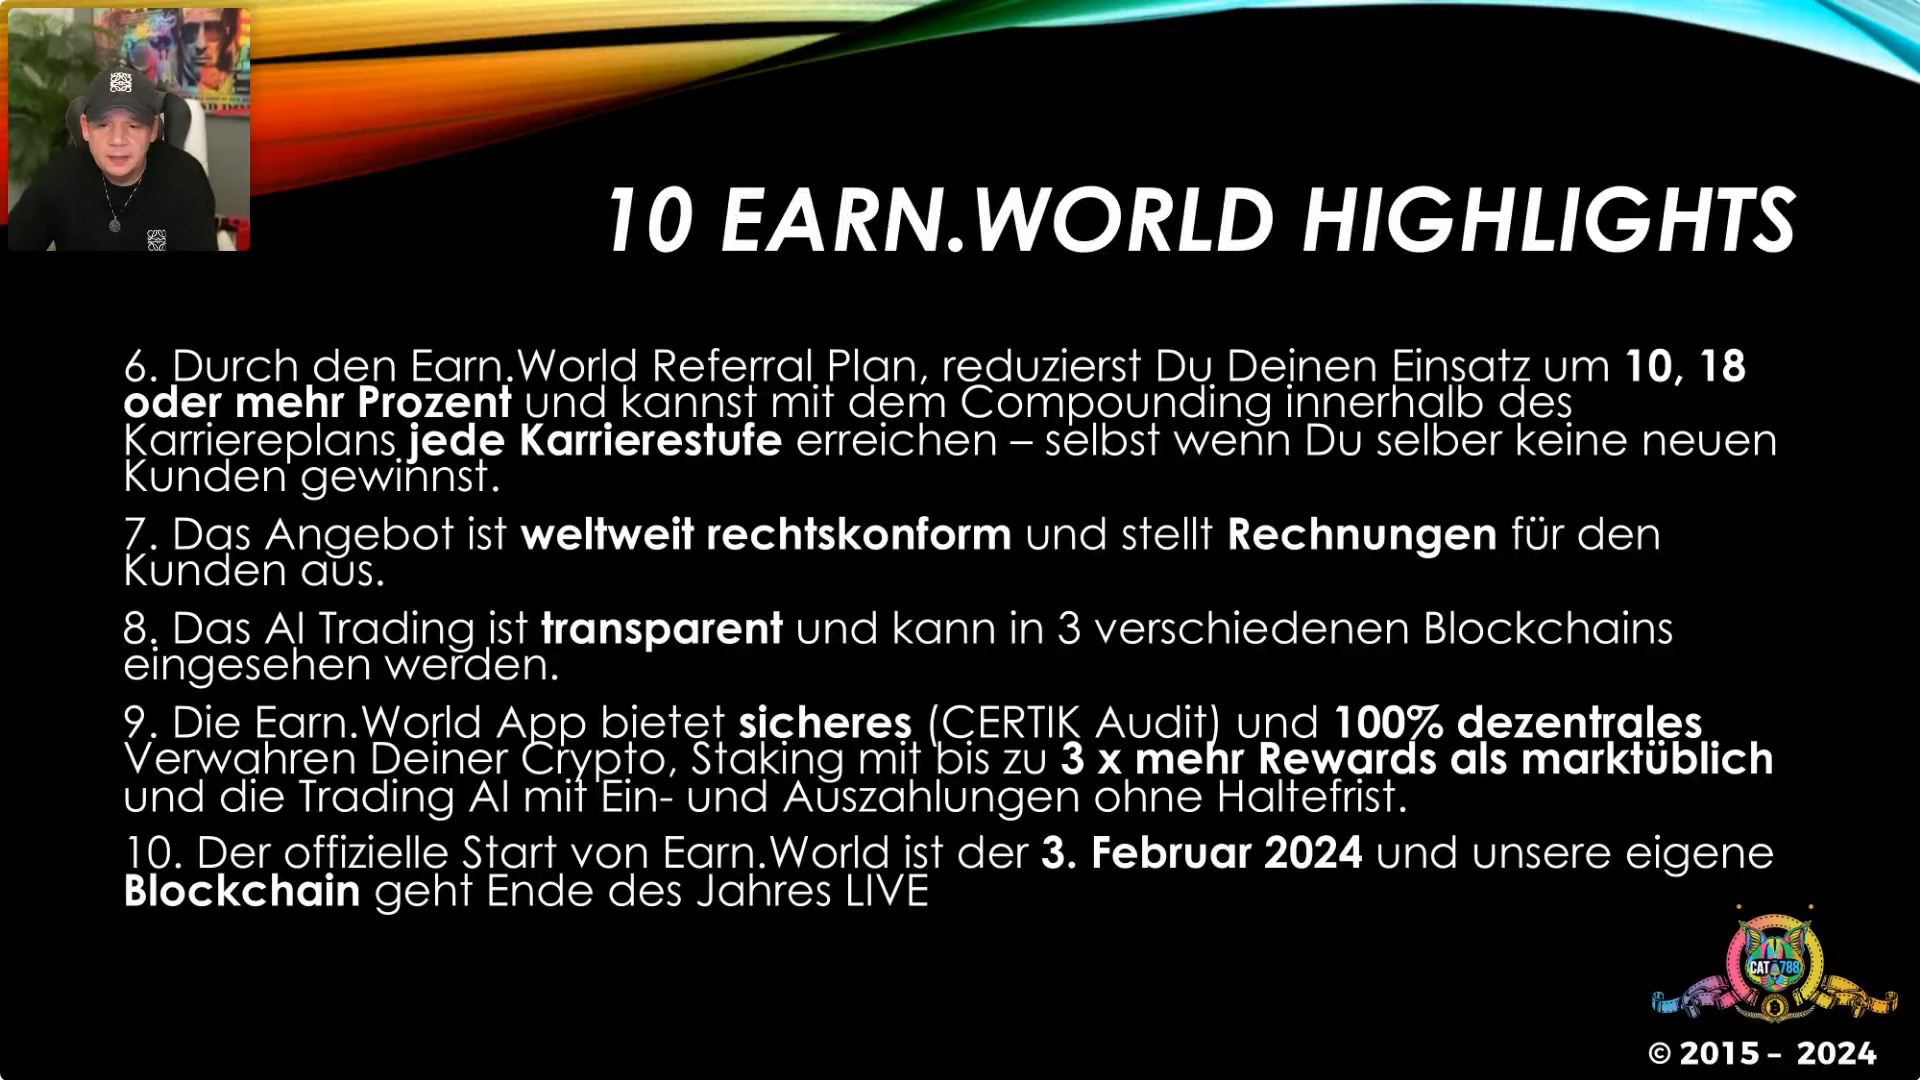 10 EARN.WORLD HIGHLIGHTS
6. Durch den Earn.World Referral Plan, reduzierst Du Deinen Einsatz um 10, 18
oder mehr Prozent und kannst mit dem Compounding innerhalb des
Karriereplans jede Karrierestufe erreichen – selbst wenn Du selber keine neuen
Kunden gewinnst.
7. Das Angebot ist weltweit rechtskonform und stellt Rechnungen für den
Kunden aus.
8. Das AI Trading ist transparent und kann in 3 verschiedenen Blockchains
eingesehen werden.
9. Die Earn.World App bietet sicheres (CERTIK Audit) und 100% dezentrales
Verwahren Deiner Crypto, Staking mit bis zu 3 x mehr Rewards als marktüblich
und die Trading AI mit Ein- und Auszahlungen ohne Haltefrist.
10. Der offizielle Start von Earn.World ist der 3. Februar 2024 und unsere eigene
Blockchain geht Ende des Jahres LIVE
CAT 788
© 2015 – 2024